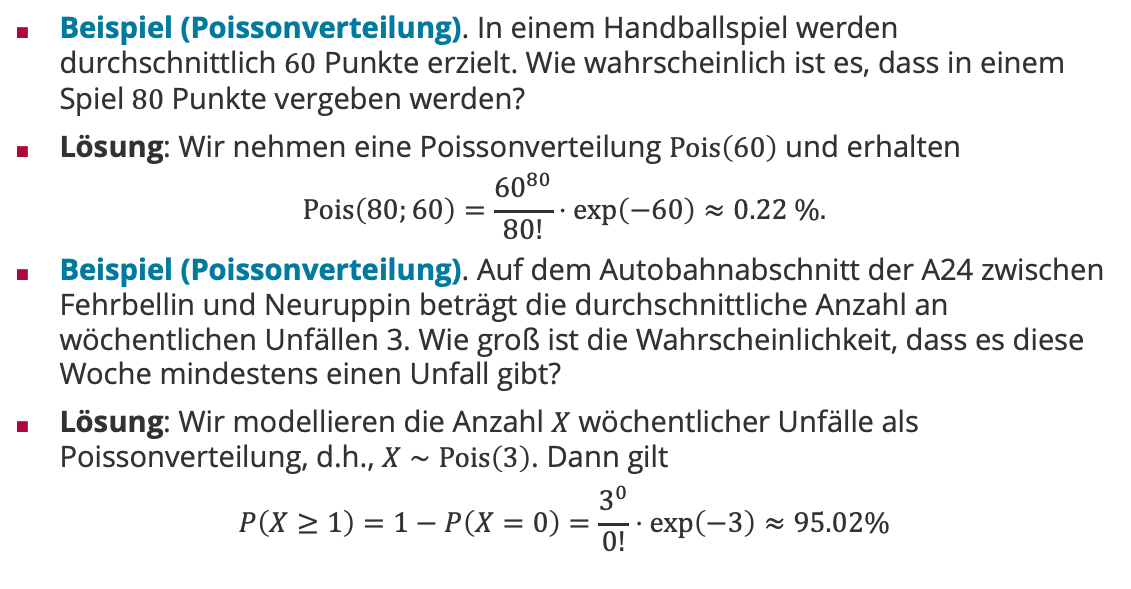 ▪ Beispiel (Poissonverteilung). In einem Handballspiel werden
durchschnittlich 60 Punkte erzielt. Wie wahrscheinlich ist es, dass in einem
Spiel 80 Punkte vergeben werden?
▪ Lösung: Wir nehmen eine Poissonverteilung Pois(60) und erhalten
Pois(80; 60) = 60⁸⁰/80! · exp(−60) ≈ 0.22 %.
▪ Beispiel (Poissonverteilung). Auf dem Autobahnabschnitt der A24 zwischen
Fehrbellin und Neuruppin beträgt die durchschnittliche Anzahl an
wöchentlichen Unfällen 3. Wie groß ist die Wahrscheinlichkeit, dass es diese
Woche mindestens einen Unfall gibt?
▪ Lösung: Wir modellieren die Anzahl X wöchentlicher Unfälle als
Poissonverteilung, d.h., X ~ Pois(3). Dann gilt
P(X ≥ 1) = 1 − P(X = 0) = 3⁰/0! · exp(−3) ≈ 95.02%